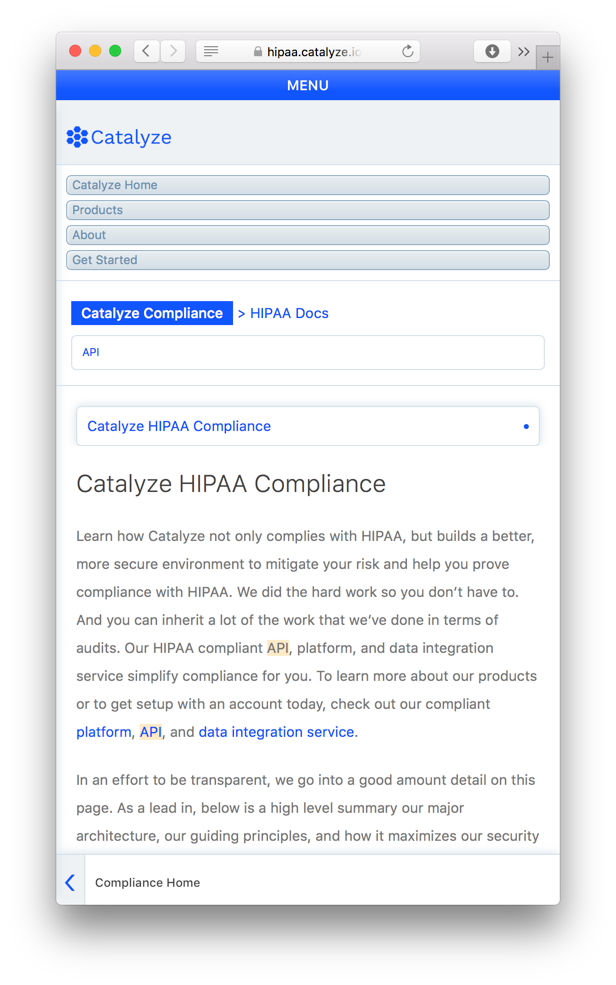 hipaa.catalyze.io
MENU
Catalyze
Catalyze Home
Products
About
Get Started
Catalyze Compliance > HIPAA Docs
API
Catalyze HIPAA Compliance
Catalyze HIPAA Compliance
Learn how Catalyze not only complies with HIPAA, but builds a better,
more secure environment to mitigate your risk and help you prove
compliance with HIPAA. We did the hard work so you don’t have to.
And you can inherit a lot of the work that we’ve done in terms of
audits. Our HIPAA compliant API, platform, and data integration
service simplify compliance for you. To learn more about our products
or to get setup with an account today, check out our compliant
platform, API, and data integration service.
In an effort to be transparent, we go into a good amount detail on this
page. As a lead in, below is a high level summary our major
architecture, our guiding principles, and how it maximizes our security
Compliance Home